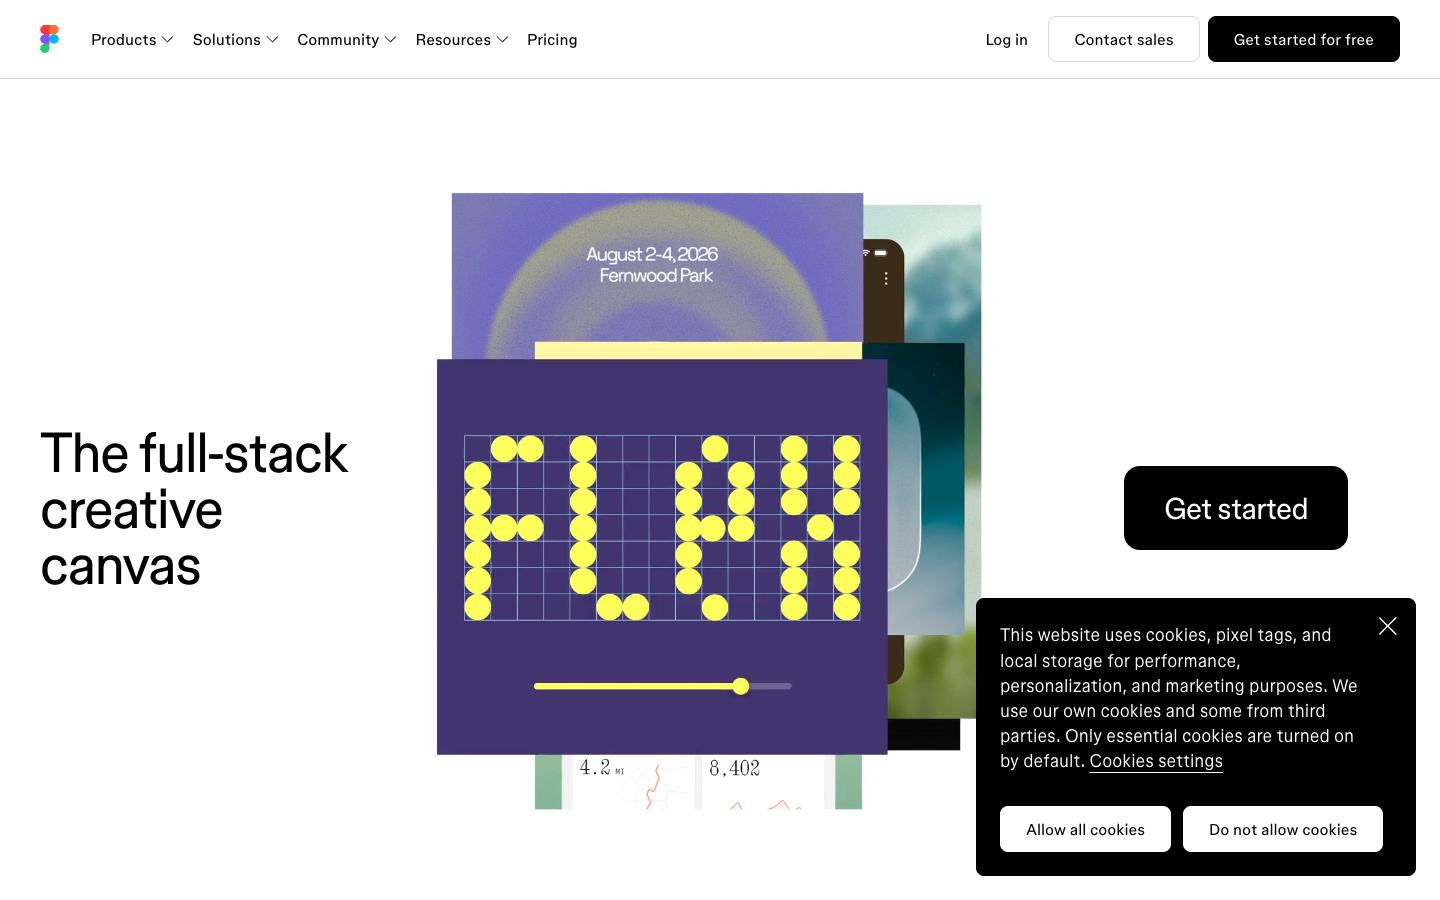 Products
Solutions
Community
Resources
Pricing
Log in
Contact sales
Get started for free
August 2-4, 2026
Fernwood Park
FLEX
The full-stack
creative
canvas
Get started
4.2 MI
8,402
This website uses cookies, pixel tags, and
local storage for performance,
personalization, and marketing purposes. We
use our own cookies and some from third
parties. Only essential cookies are turned on
by default. Cookies settings
Allow all cookies
Do not allow cookies